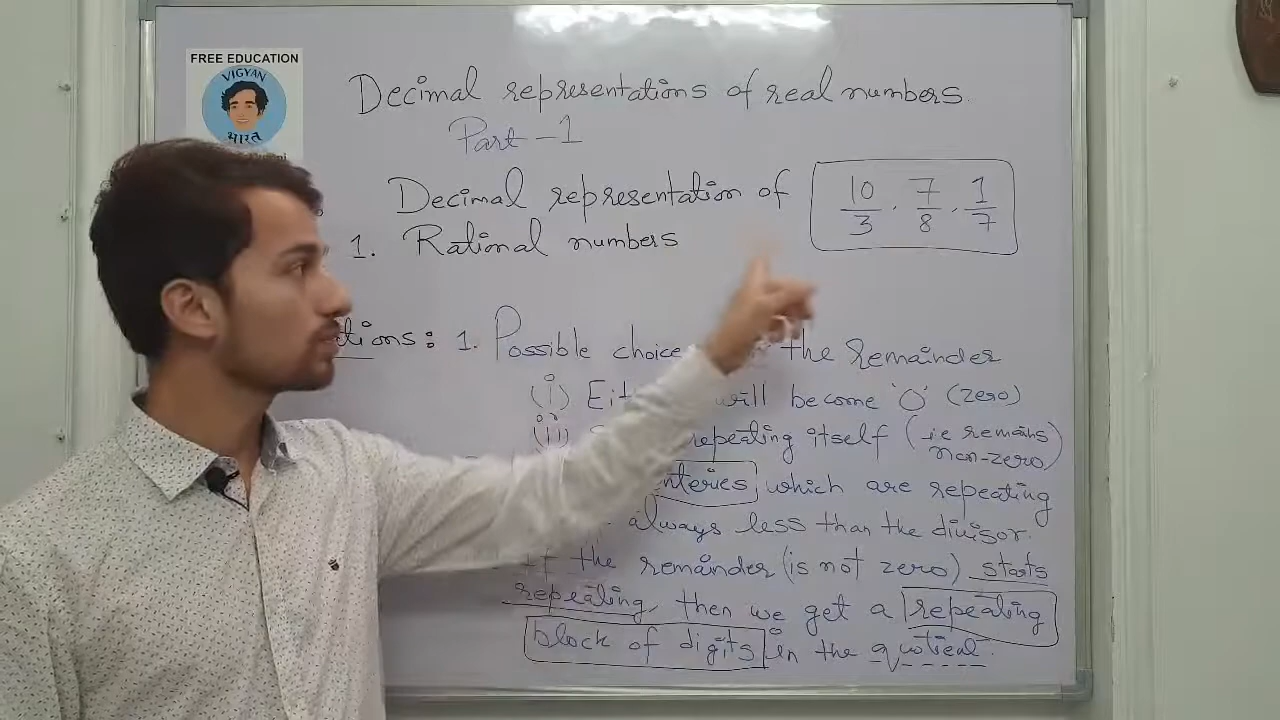 FREE EDUCATION
VIGYAN
भारत
Decimal representations of real numbers.
Part - 1
Decimal representation of
1. Rational numbers
10/3 . 7/8 . 1/7
tions: 1. Possible choice the remainder
(i) will become '0' (zero)
(ii) repeating itself (i.e remains non-zero)
enteries which are repeating
always less than the divisor.
If the remainder (is not zero) starts
repeating, then we get a repeating
block of digits in the quotient.